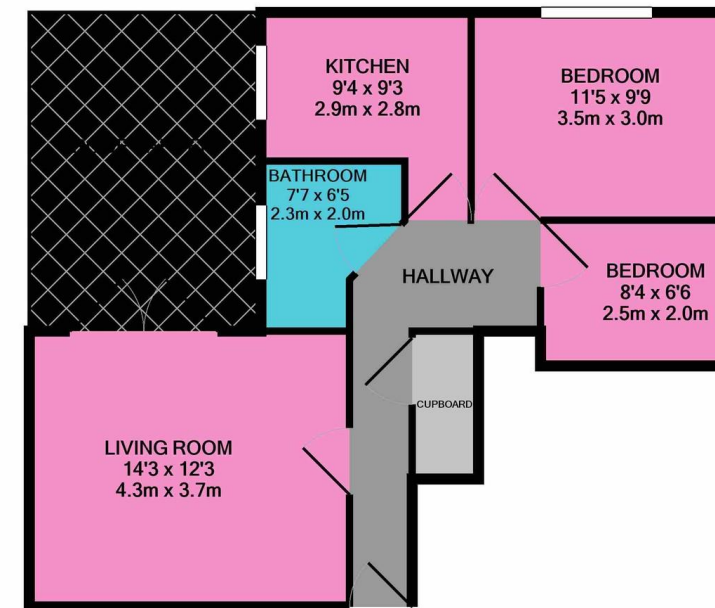 KITCHEN
9'4 x 9'3
2.9m x 2.8m
BEDROOM
11'5 x 9'9
3.5m x 3.0m
BATHROOM
7'7 x 6'5
2.3m x 2.0m
HALLWAY
BEDROOM
8'4 x 6'6
2.5m x 2.0m
CUPBOARD
LIVING ROOM
14'3 x 12'3
4.3m x 3.7m